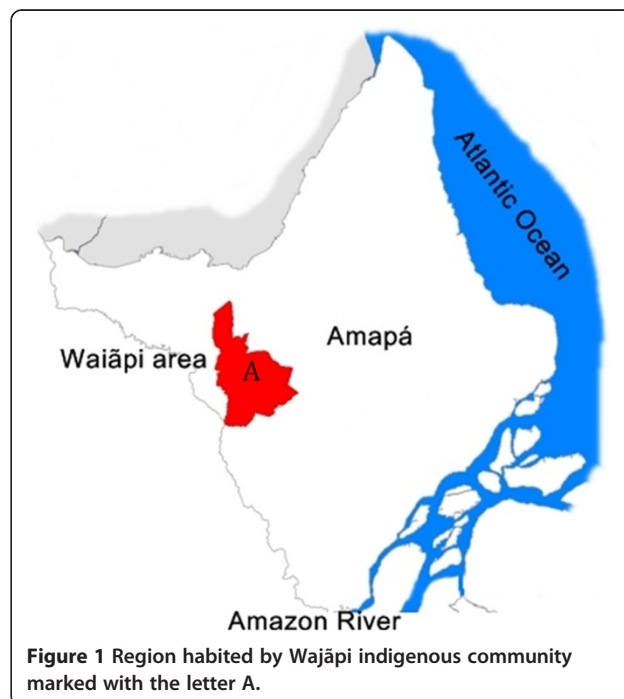 Atlantic Ocean
Amapá
Waiãpi area
A
Amazon River
Figure 1 Region habited by Wajãpi indigenous community
marked with the letter A.